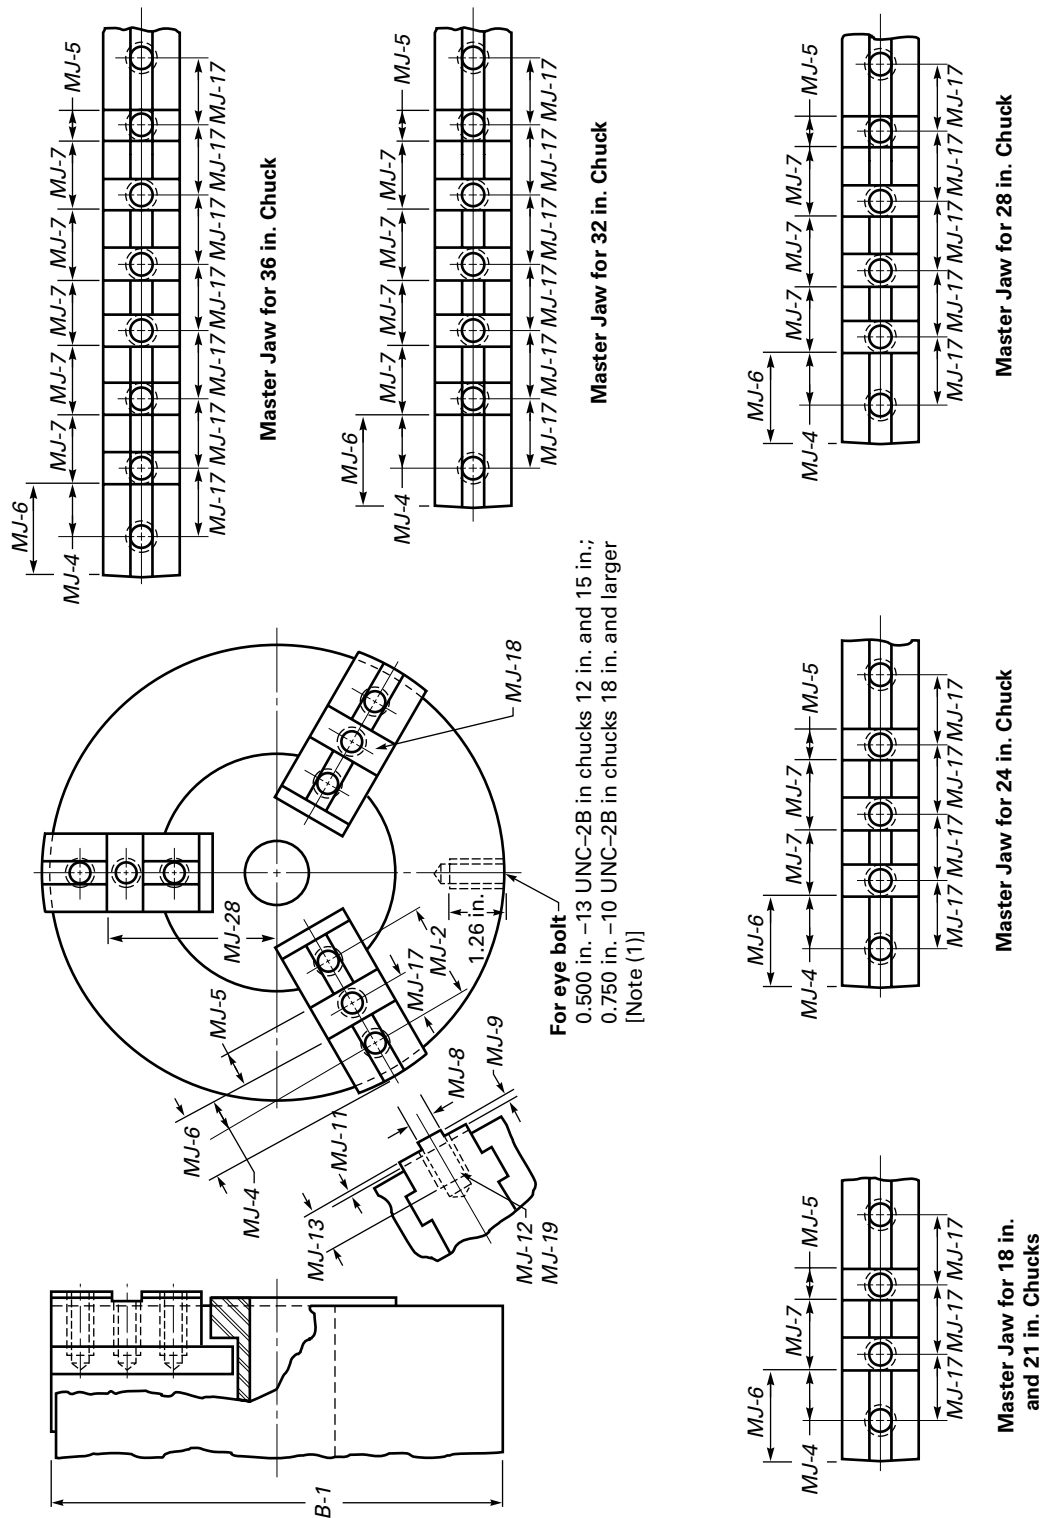 B-1
MJ-4
MJ-6
MJ-5
MJ-28
MJ-13
MJ-11
MJ-17
MJ-2
1.26 in.
MJ-8
MJ-9
MJ-12
MJ-19
MJ-18
For eye bolt
0.500 in. –13 UNC–2B in chucks 12 in. and 15 in.;
0.750 in. –10 UNC–2B in chucks 18 in. and larger
[Note (1)]
MJ-6
MJ-4 MJ-7 MJ-7 MJ-7 MJ-7 MJ-7 MJ-5
MJ-17 MJ-17 MJ-17 MJ-17 MJ-17 MJ-17 MJ-17
Master Jaw for 36 in. Chuck
MJ-6
MJ-4 MJ-7 MJ-7 MJ-7 MJ-7 MJ-5
MJ-17 MJ-17 MJ-17 MJ-17 MJ-17 MJ-17
Master Jaw for 32 in. Chuck
MJ-6
MJ-4 MJ-7 MJ-5
MJ-17 MJ-17 MJ-17
Master Jaw for 18 in.
and 21 in. Chucks
MJ-6
MJ-4 MJ-7 MJ-7 MJ-5
MJ-17 MJ-17 MJ-17 MJ-17
Master Jaw for 24 in. Chuck
MJ-6
MJ-4 MJ-7 MJ-7 MJ-7 MJ-5
MJ-17 MJ-17 MJ-17 MJ-17 MJ-17
Master Jaw for 28 in. Chuck